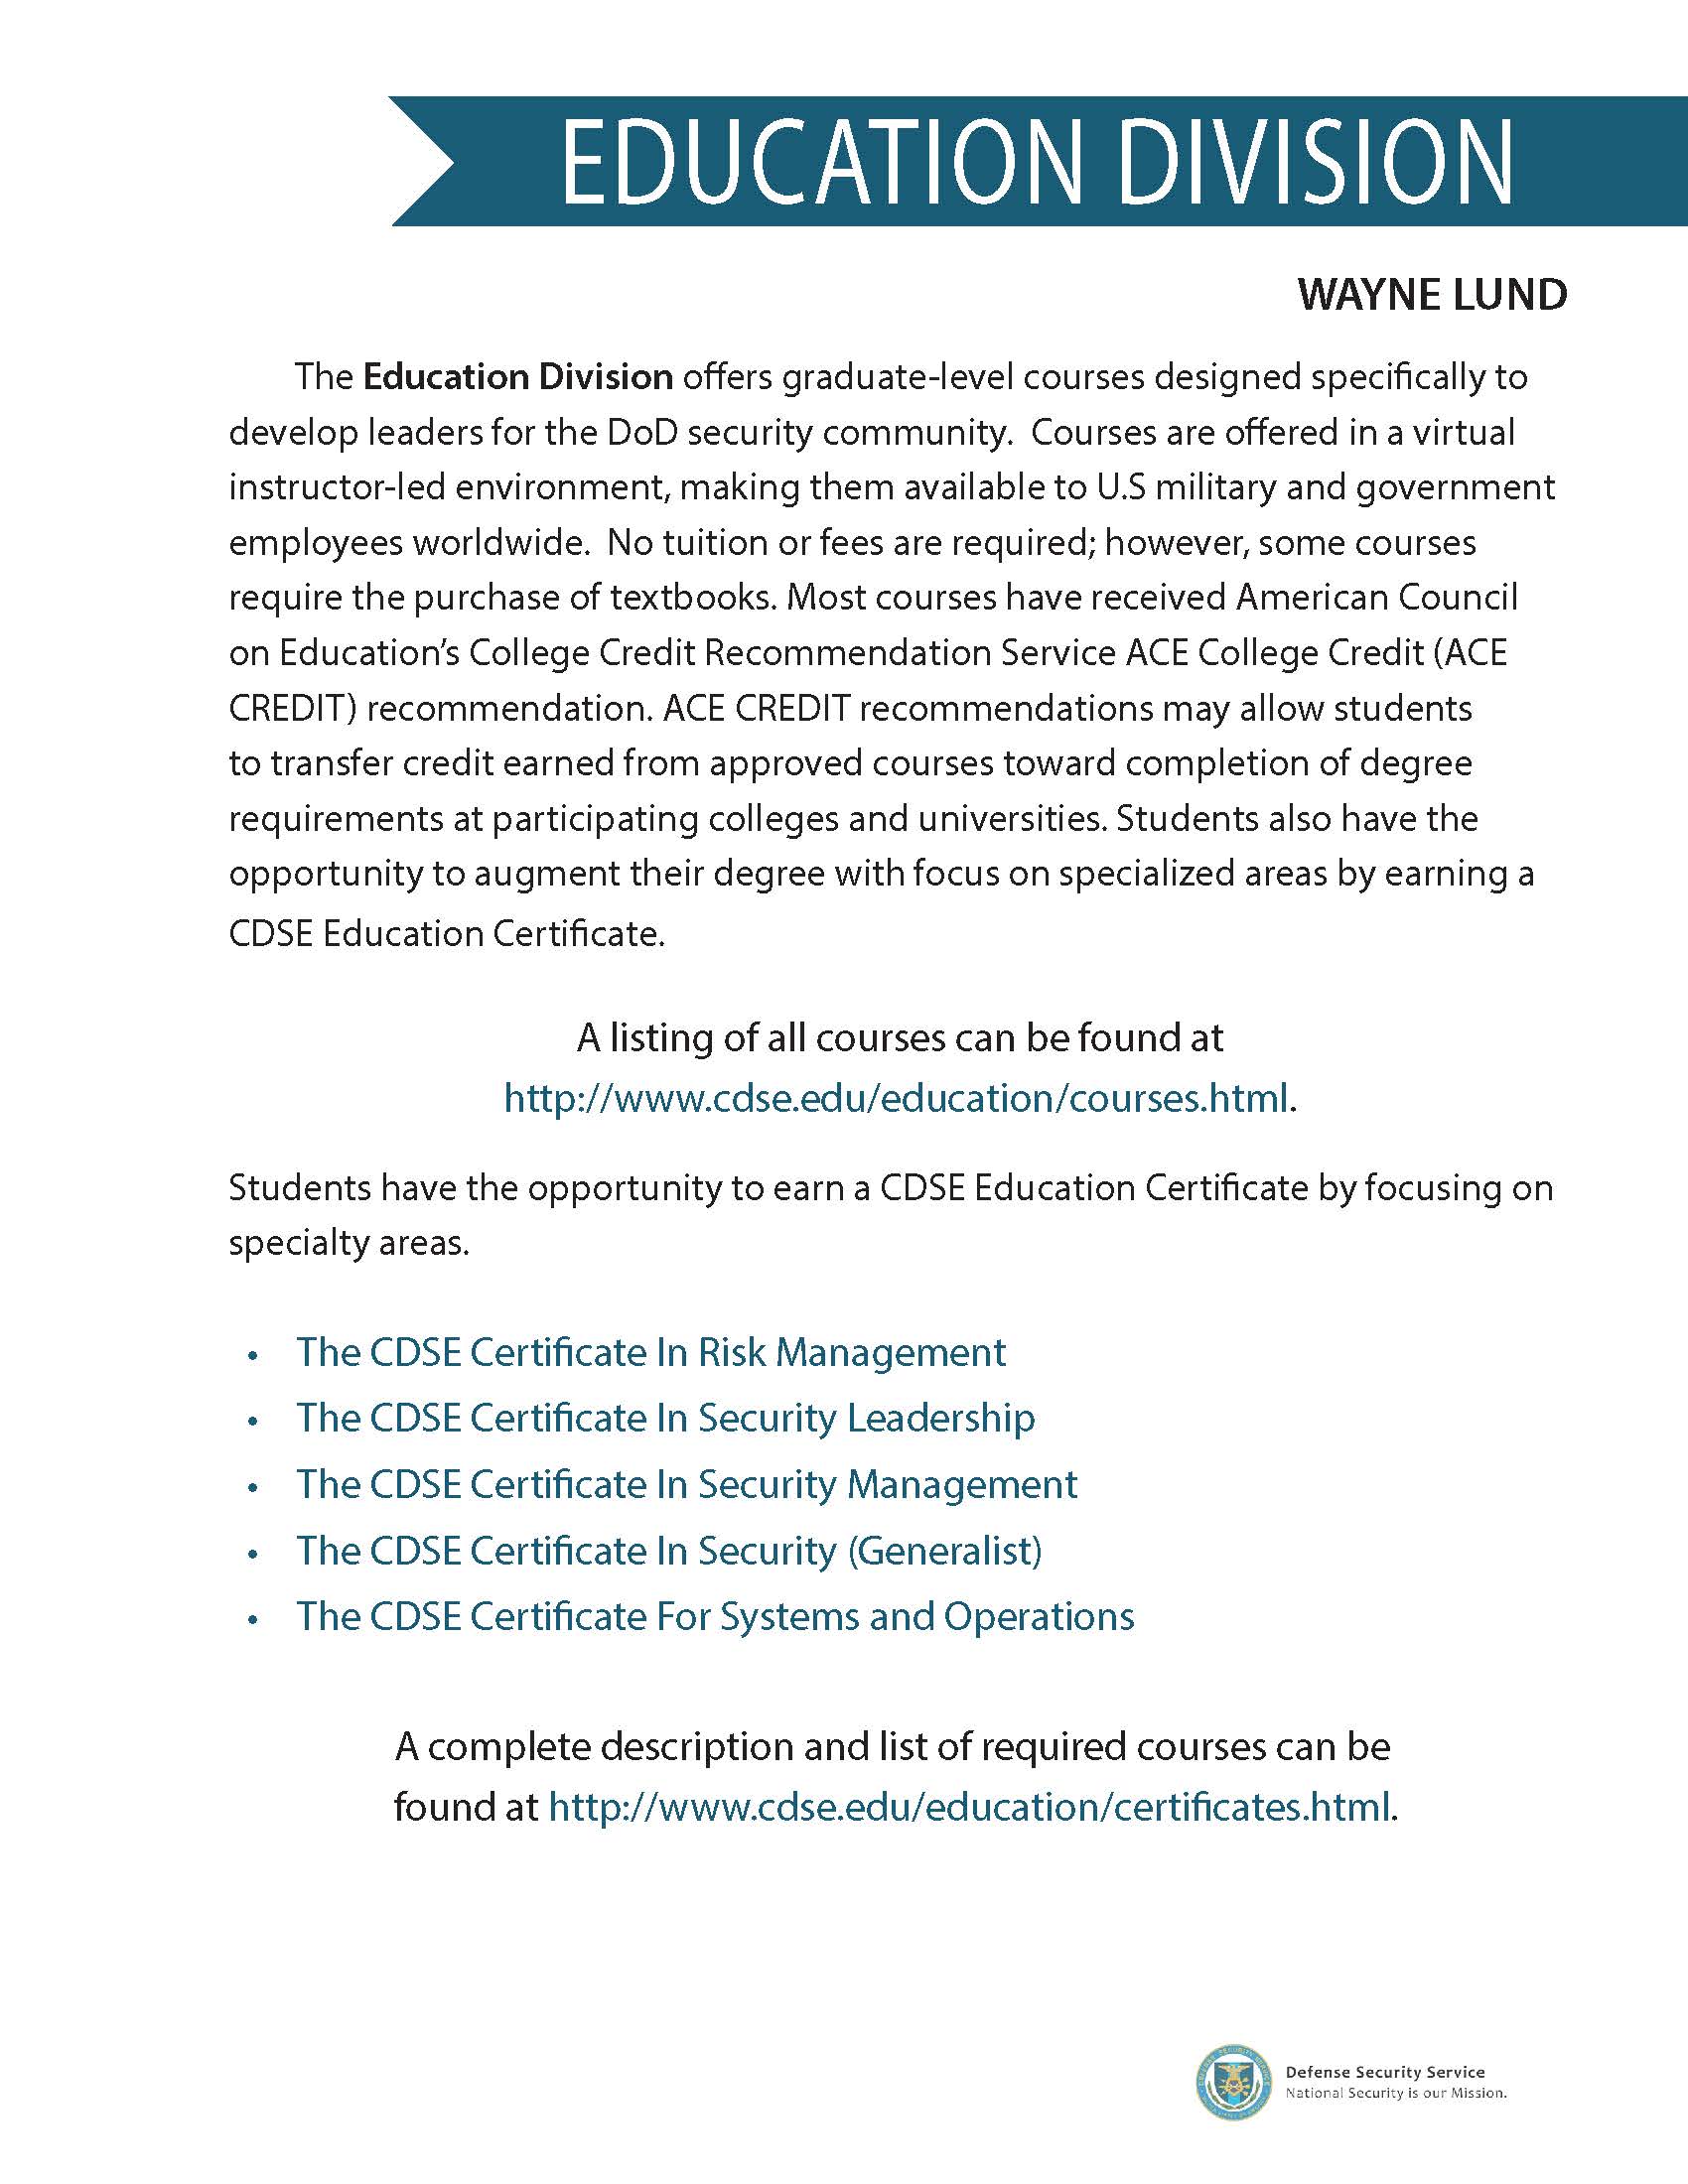 EDUCATION DIVISION
WAYNE LUND
The Education Division offers graduate-level courses designed specifically to
develop leaders for the DoD security community.  Courses are offered in a virtual
instructor-led environment, making them available to U.S military and government
employees worldwide.  No tuition or fees are required; however, some courses
require the purchase of textbooks. Most courses have received American Council
on Education’s College Credit Recommendation Service ACE College Credit (ACE
CREDIT) recommendation. ACE CREDIT recommendations may allow students
to transfer credit earned from approved courses toward completion of degree
requirements at participating colleges and universities. Students also have the
opportunity to augment their degree with focus on specialized areas by earning a
CDSE Education Certificate.
A listing of all courses can be found at
http://www.cdse.edu/education/courses.html.
Students have the opportunity to earn a CDSE Education Certificate by focusing on
specialty areas.
• The CDSE Certificate In Risk Management
• The CDSE Certificate In Security Leadership
• The CDSE Certificate In Security Management
• The CDSE Certificate In Security (Generalist)
• The CDSE Certificate For Systems and Operations
A complete description and list of required courses can be
found at http://www.cdse.edu/education/certificates.html.
Defense Security Service
National Security is our Mission.